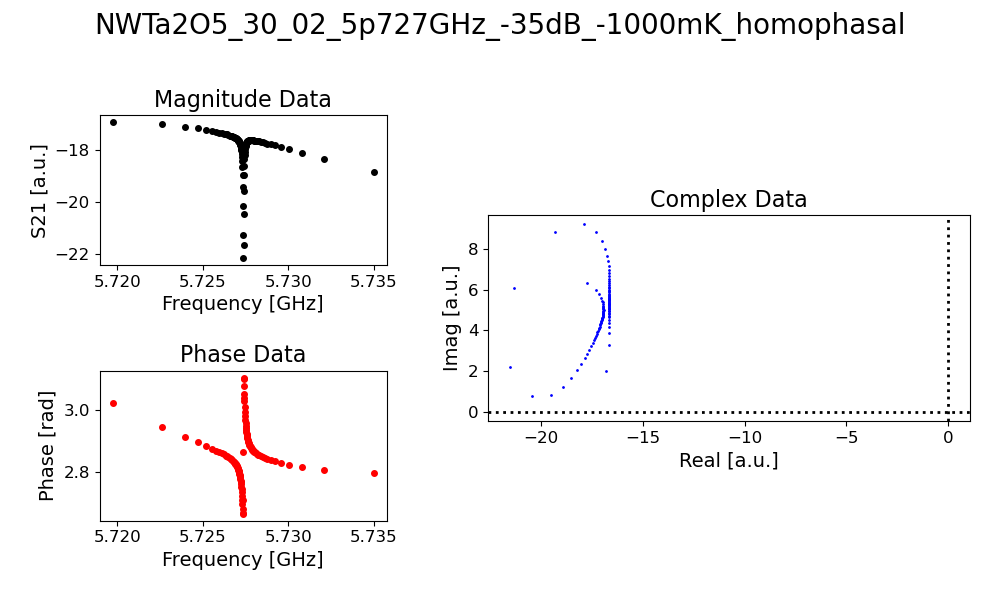 NWTa2O5_30_02_5p727GHz_-35dB_-1000mK_homophasal
Magnitude Data
S21 [a.u.]
−18
−20
−22
5.720 5.725 5.730 5.735
Frequency [GHz]
Phase Data
Phase [rad]
3.0
2.8
5.720 5.725 5.730 5.735
Frequency [GHz]
Complex Data
Imag [a.u.]
8
6
4
2
0
−20 −15 −10 −5 0
Real [a.u.]